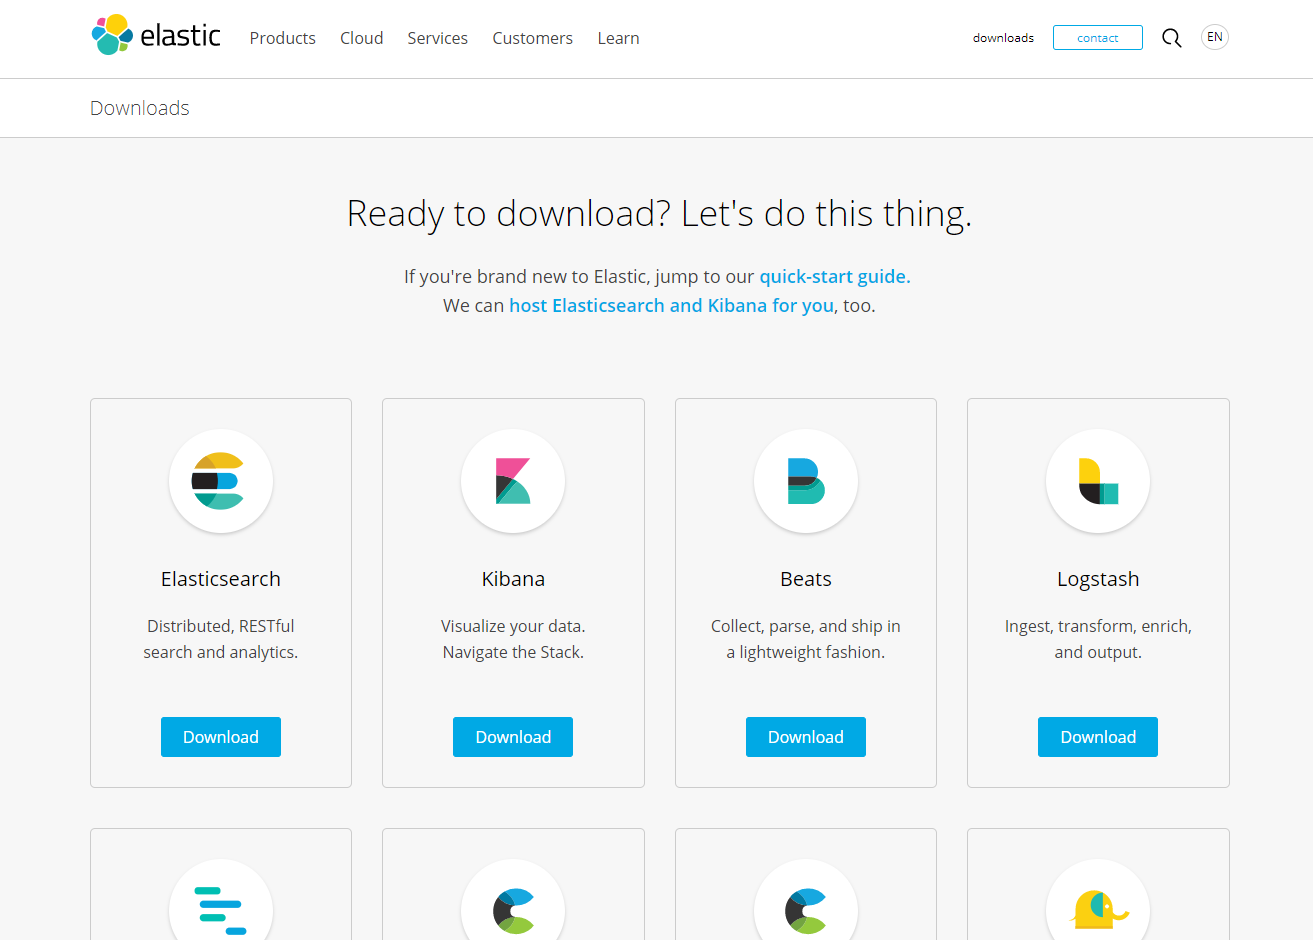 elastic
Products Cloud Services Customers Learn
downloads contact EN
Downloads
Ready to download? Let's do this thing.
If you're brand new to Elastic, jump to our quick-start guide.
We can host Elasticsearch and Kibana for you, too.
Elasticsearch
Distributed, RESTful
search and analytics.
Download
Kibana
Visualize your data.
Navigate the Stack.
Download
Beats
Collect, parse, and ship in
a lightweight fashion.
Download
Logstash
Ingest, transform, enrich,
and output.
Download